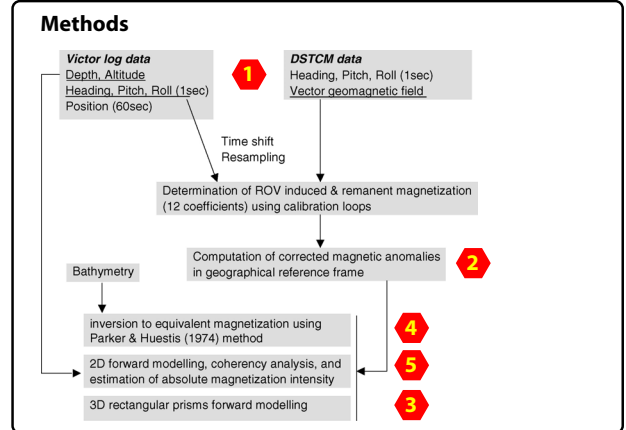 Methods
Victor log data
Depth, Altitude
Heading, Pitch, Roll (1sec)
Position (60sec)
1
DSTCM data
Heading, Pitch, Roll (1sec)
Vector geomagnetic field
Time shift
Resampling
Determination of ROV induced & remanent magnetization
(12 coefficients) using calibration loops
Computation of corrected magnetic anomalies
in geographical reference frame
2
Bathymetry
inversion to equivalent magnetization using
Parker & Huestis (1974) method
4
2D forward modelling, coherency analysis, and
estimation of absolute magnetization intensity
5
3D rectangular prisms forward modelling
3